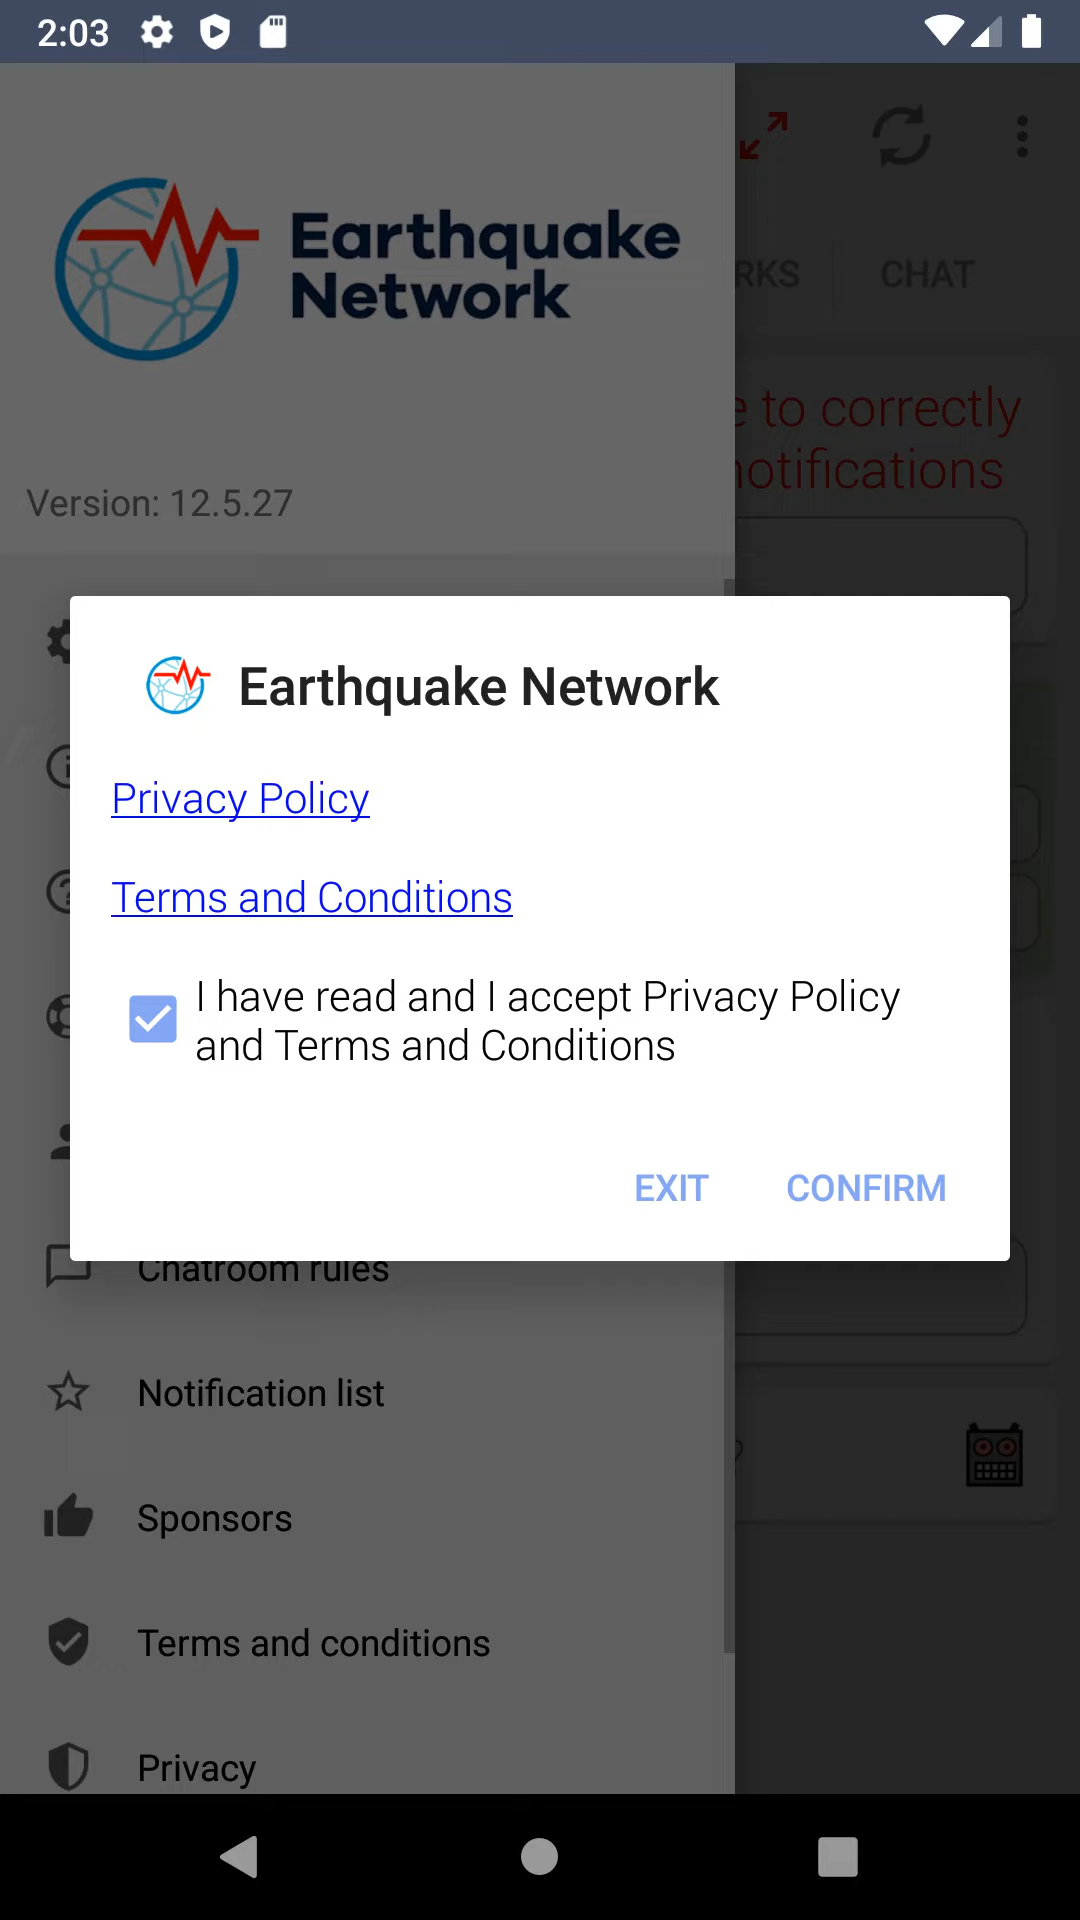 2:03
Earthquake
Network
RKS
CHAT
e to correctly
notifications
Version: 12.5.27
Earthquake Network
Privacy Policy
Terms and Conditions
I have read and I accept Privacy Policy
and Terms and Conditions
EXIT
CONFIRM
Chatroom rules
Notification list
Sponsors
Terms and conditions
Privacy